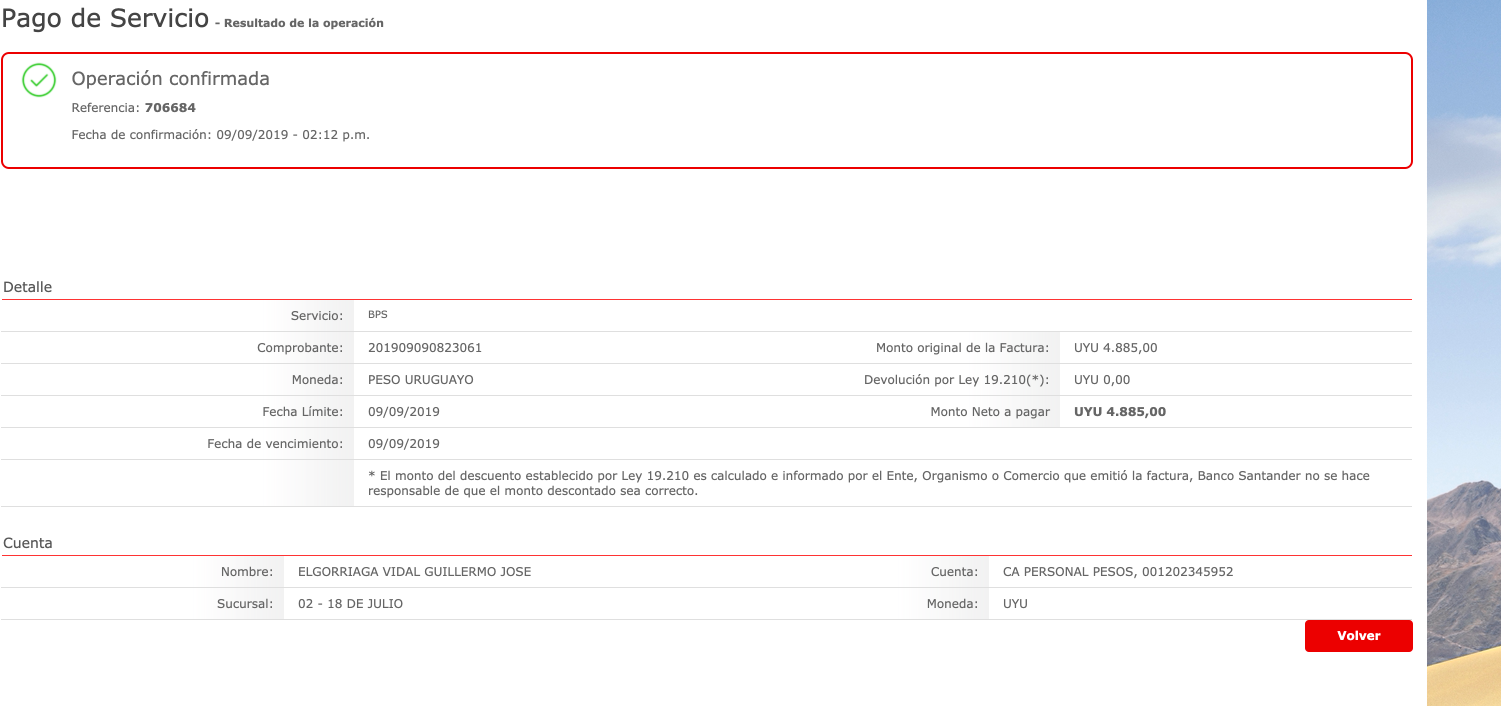 Pago de Servicio - Resultado de la operación
Operación confirmada
Referencia: 706684
Fecha de confirmación: 09/09/2019 - 02:12 p.m.
Detalle
Servicio: BPS
Comprobante: 201909090823061 Monto original de la Factura: UYU 4.885,00
Moneda: PESO URUGUAYO Devolución por Ley 19.210(*): UYU 0,00
Fecha Límite: 09/09/2019 Monto Neto a pagar UYU 4.885,00
Fecha de vencimiento: 09/09/2019
* El monto del descuento establecido por Ley 19.210 es calculado e informado por el Ente, Organismo o Comercio que emitió la factura, Banco Santander no se hace
responsable de que el monto descontado sea correcto.
Cuenta
Nombre: ELGORRIAGA VIDAL GUILLERMO JOSE Cuenta: CA PERSONAL PESOS, 001202345952
Sucursal: 02 - 18 DE JULIO Moneda: UYU
Volver